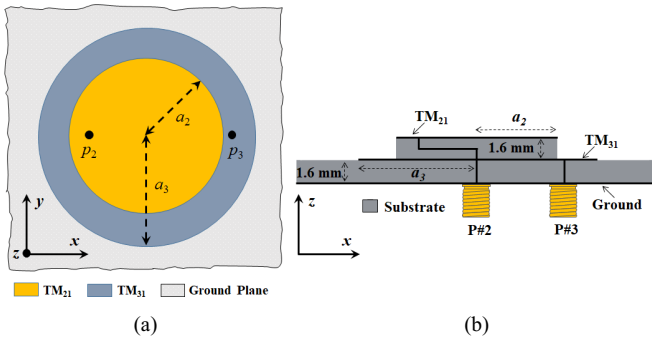 a₂
p₂
p₃
a₃
y
z
x
TM₂₁
TM₃₁
Ground Plane
(a)
a₂
TM₂₁
TM₃₁
1.6 mm
1.6 mm
a₃
Ground
z
Substrate
P#2
P#3
x
(b)